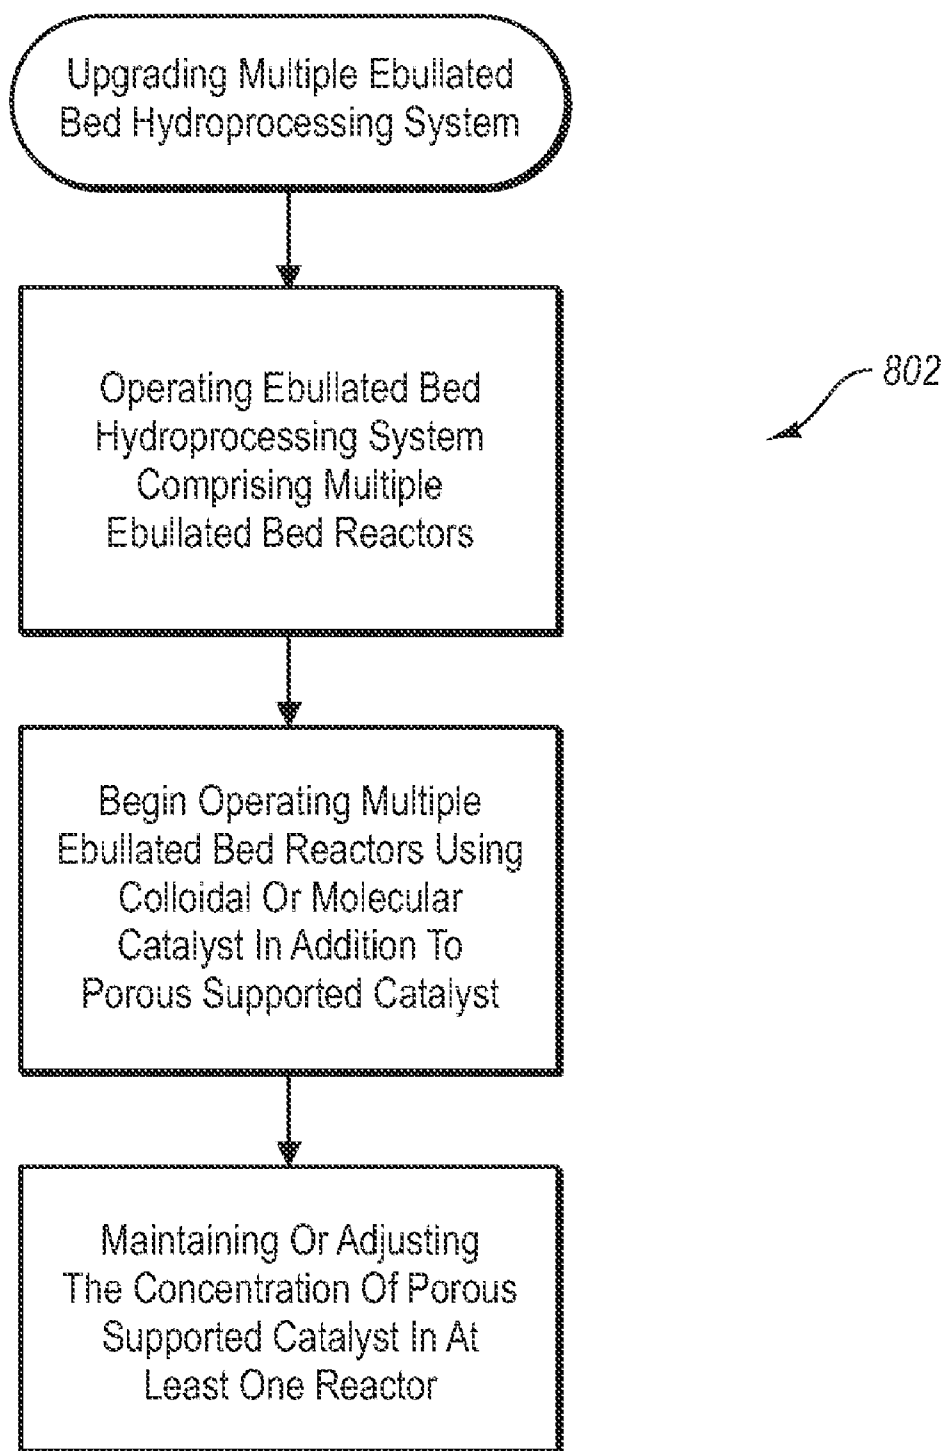 Upgrading Multiple Ebullated
Bed Hydroprocessing System
Operating Ebullated Bed
Hydroprocessing System
Comprising Multiple
Ebullated Bed Reactors
802
Begin Operating Multiple
Ebullated Bed Reactors Using
Colloidal Or Molecular
Catalyst In Addition To
Porous Supported Catalyst
Maintaining Or Adjusting
The Concentration Of Porous
Supported Catalyst In At
Least One Reactor